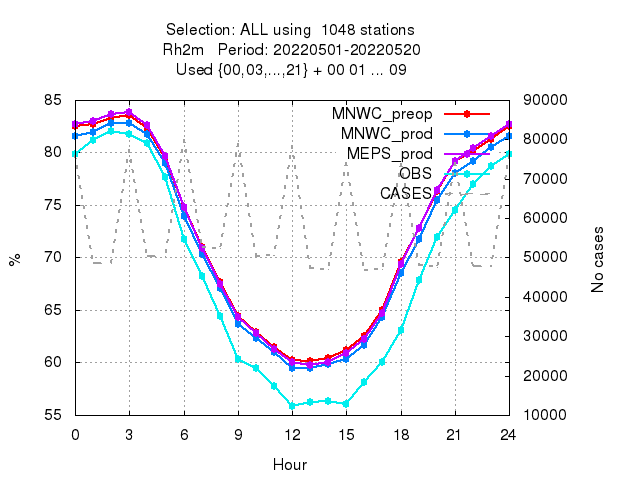 Selection: ALL using  1048 stations
Rh2m   Period: 20220501-20220520
Used {00,03,...,21} + 00 01 ... 09
85 90000
MNWC_preop
MNWC_prod 80000
80 MEPS_prod
OBS 70000
75 CASES
60000
70 50000
%
No cases
65 40000
30000
60 20000
55 10000
0 3 6 9 12 15 18 21 24
Hour